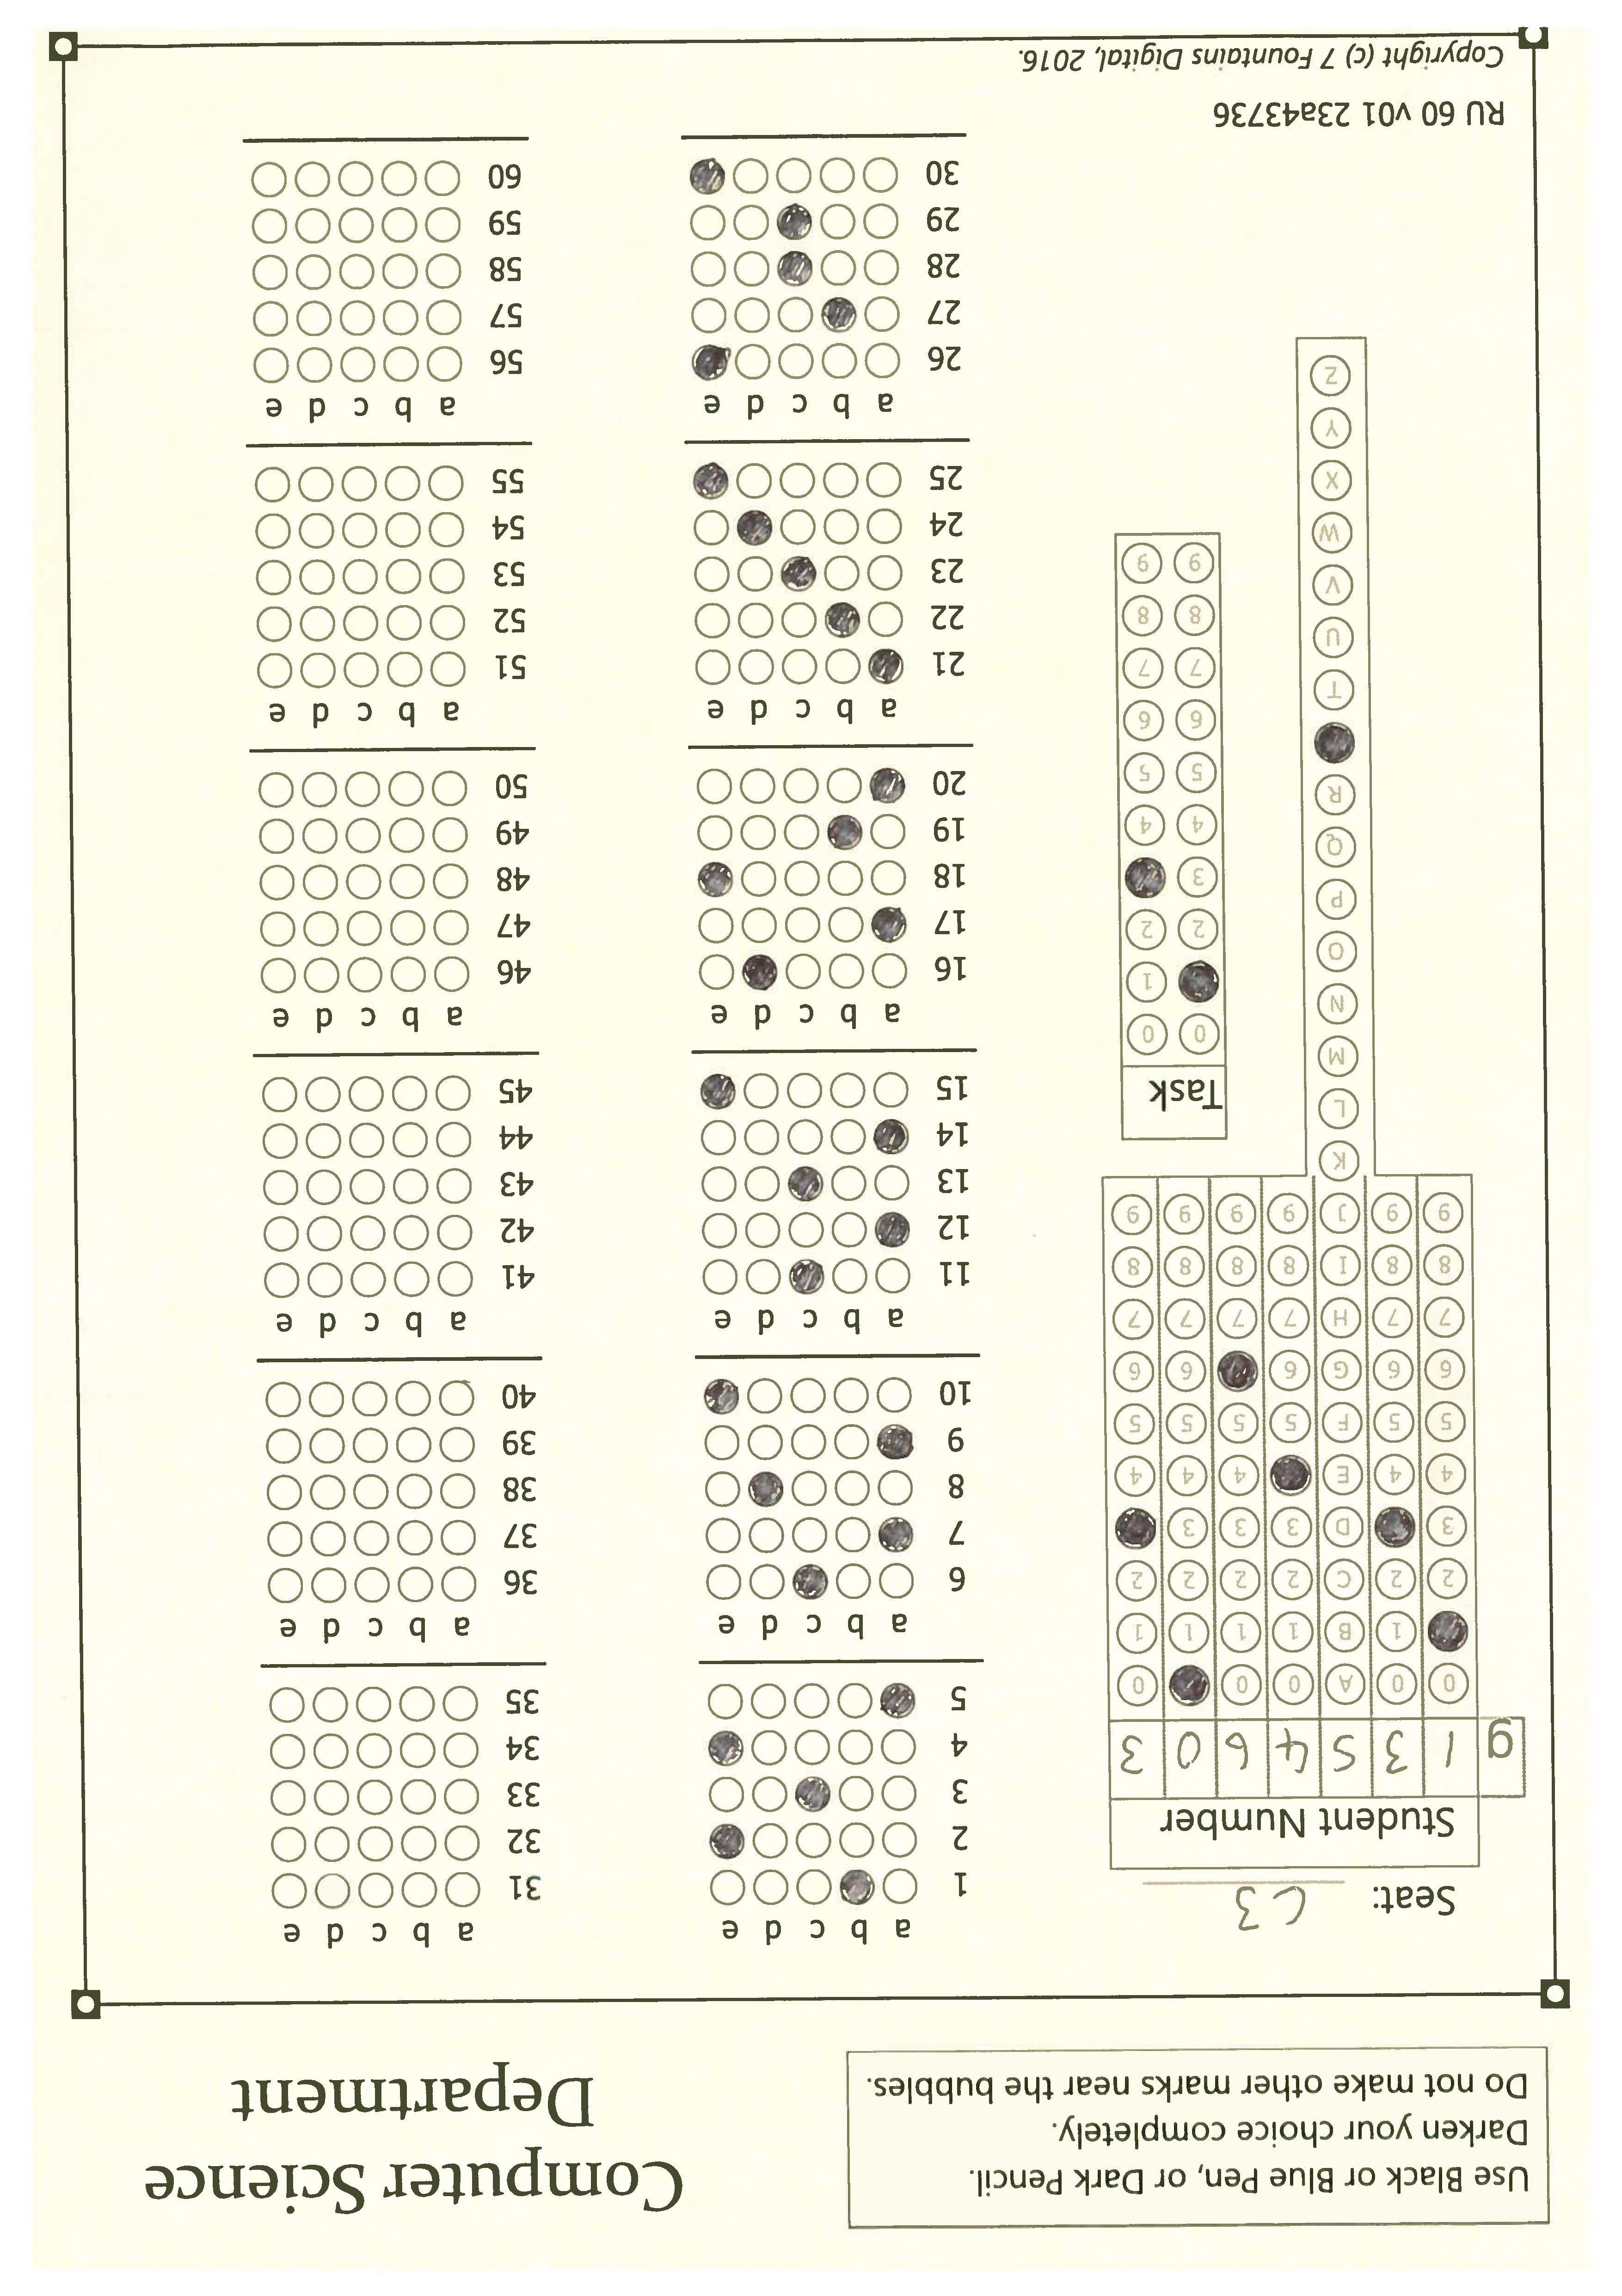 Use Black or Blue Pen, or Dark Pencil.
Darken your choice completely.
Do not make other marks near the bubbles.
Computer Science
Department
Seat: C3
Student Number
g 1 3 S 4 6 0 3
0 0 A 0 0 0
1 B 1 1 1 1
2 2 C 2 2 2 2
3 D 3 3 3
4 4 E 4 4 4
5 5 F 5 5 5 5
6 6 G 6 6 6
7 7 H 7 7 7 7
8 8 I 8 8 8 8
9 9 J 9 9 9 9
K
L
M
N
O
P
Q
R
T
U
V
W
X
Y
Z
Task
0 0
1
2 2
3
4 4
5 5
6 6
7 7
8 8
9 9
RU 60 v01 23a43736
Copyright (c) 7 Fountains Digital, 2016.
a b c d e
1
2
3
4
5
a b c d e
6
7
8
9
10
a b c d e
11
12
13
14
15
a b c d e
16
17
18
19
20
a b c d e
21
22
23
24
25
a b c d e
26
27
28
29
30
a b c d e
31
32
33
34
35
a b c d e
36
37
38
39
40
a b c d e
41
42
43
44
45
a b c d e
46
47
48
49
50
a b c d e
51
52
53
54
55
a b c d e
56
57
58
59
60